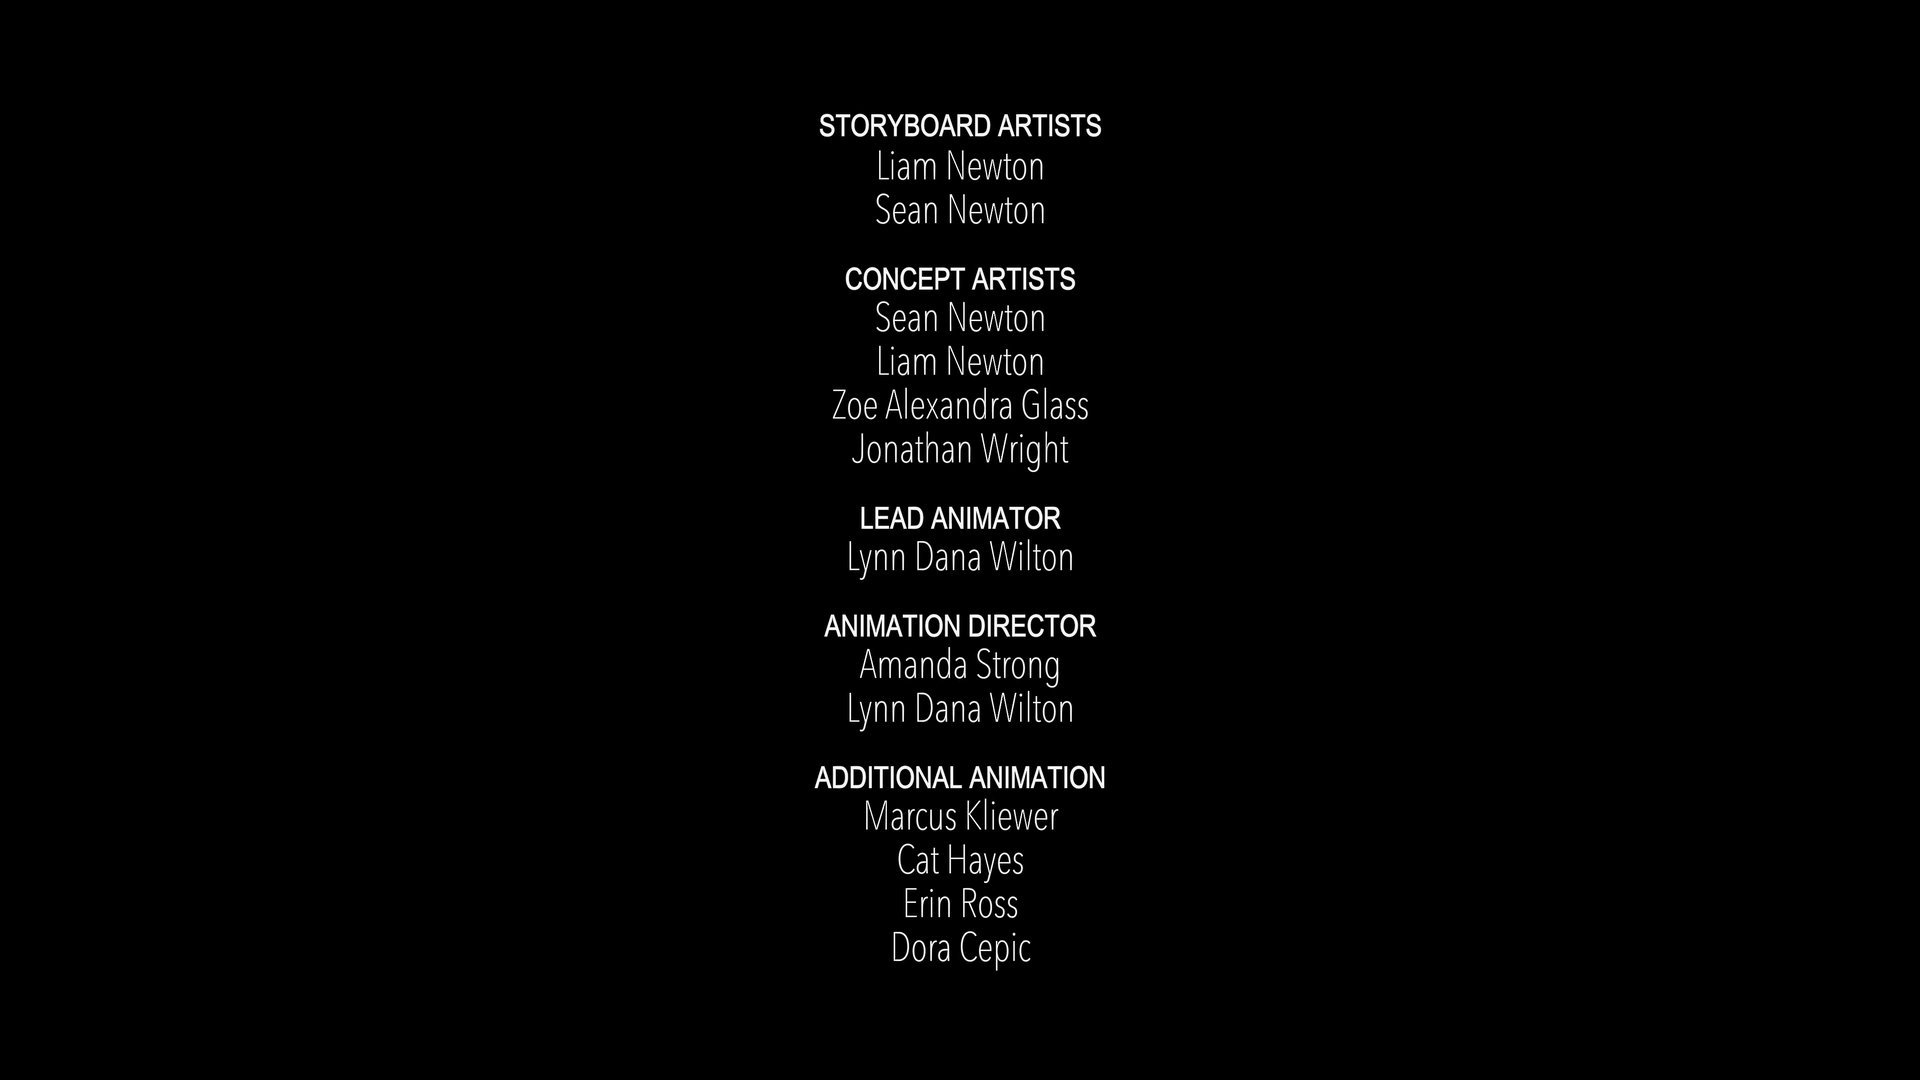 STORYBOARD ARTISTS
Liam Newton
Sean Newton
CONCEPT ARTISTS
Sean Newton
Liam Newton
Zoe Alexandra Glass
Jonathan Wright
LEAD ANIMATOR
Lynn Dana Wilton
ANIMATION DIRECTOR
Amanda Strong
Lynn Dana Wilton
ADDITIONAL ANIMATION
Marcus Kliewer
Cat Hayes
Erin Ross
Dora Cepic